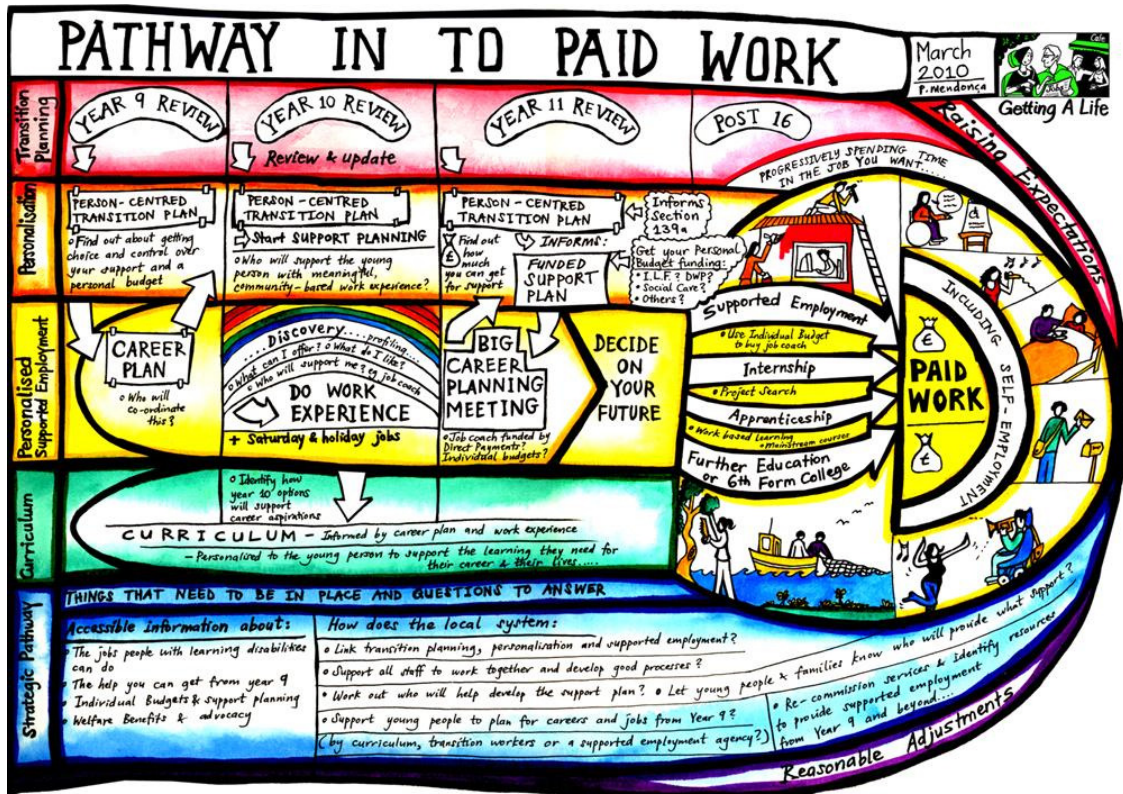 PATHWAY IN TO PAID WORK
March
2010
P. Mendonça
Cafe
Jobs
Getting A Life
Transition
Planning
YEAR 9 REVIEW
YEAR 10 REVIEW
Review & update
YEAR 11 REVIEW
POST 16
PROGRESSIVELY SPENDING TIME
IN THE JOB YOU WANT.....
Raising Expectations
Personalisation
PERSON-CENTRED
TRANSITION PLAN
• Find out about getting
choice and control over
your support and a
personal budget
PERSON-CENTRED
TRANSITION PLAN
Start SUPPORT PLANNING
• Who will support the young
person with meaningful,
community-based work experience?
PERSON-CENTRED
TRANSITION PLAN
£
Find out
how
much
you can get
for support
INFORMS:
FUNDED
SUPPORT
PLAN
Informs
Section
139a
Get your Personal
Budget funding:
• I.L.F? DWP?
• Social Care?
• Others?
Personalised
Supported Employment
CAREER
PLAN
• Who will
co-ordinate
this?
....Discovery....profiling....
• What can I offer? • What do I like?
• Who will support me? eg job coach
DO WORK
EXPERIENCE
+ Saturday & holiday jobs
BIG
CAREER
PLANNING
MEETING
• Job coach funded by
Direct Payments?
Individual budgets?
DECIDE
ON
YOUR
FUTURE
Supported Employment
• Use Individual Budget
to buy job coach
Internship
• Project Search
Apprenticeship
• Work based learning
• Mainstream courses
Further Education
or 6th Form College
£
PAID
WORK
£
INCLUDING SELF-EMPLOYMENT
Curriculum
• Identify how
year 10 options
will support
career aspirations
CURRICULUM - Informed by career plan and work experience
- Personalised to the young person to support the learning they need for
their career & their lives.....
Strategic Pathway
THINGS THAT NEED TO BE IN PLACE AND QUESTIONS TO ANSWER
Accessible information about:
• The jobs people with learning disabilities
can do
• The help you can get from year 9
• Individual Budgets & support planning
• Welfare Benefits & advocacy
How does the local system:
• Link transition planning, personalisation and supported employment?
• Support all staff to work together and develop good processes?
• Work out who will help develop the support plan? • Let young people & families know who will provide what support?
• Support young people to plan for careers and jobs from Year 9?
(by curriculum, transition workers or a supported employment agency?)
• Re-commission services & Identify resources
to provide supported employment
from Year 9 and beyond....
Reasonable Adjustments